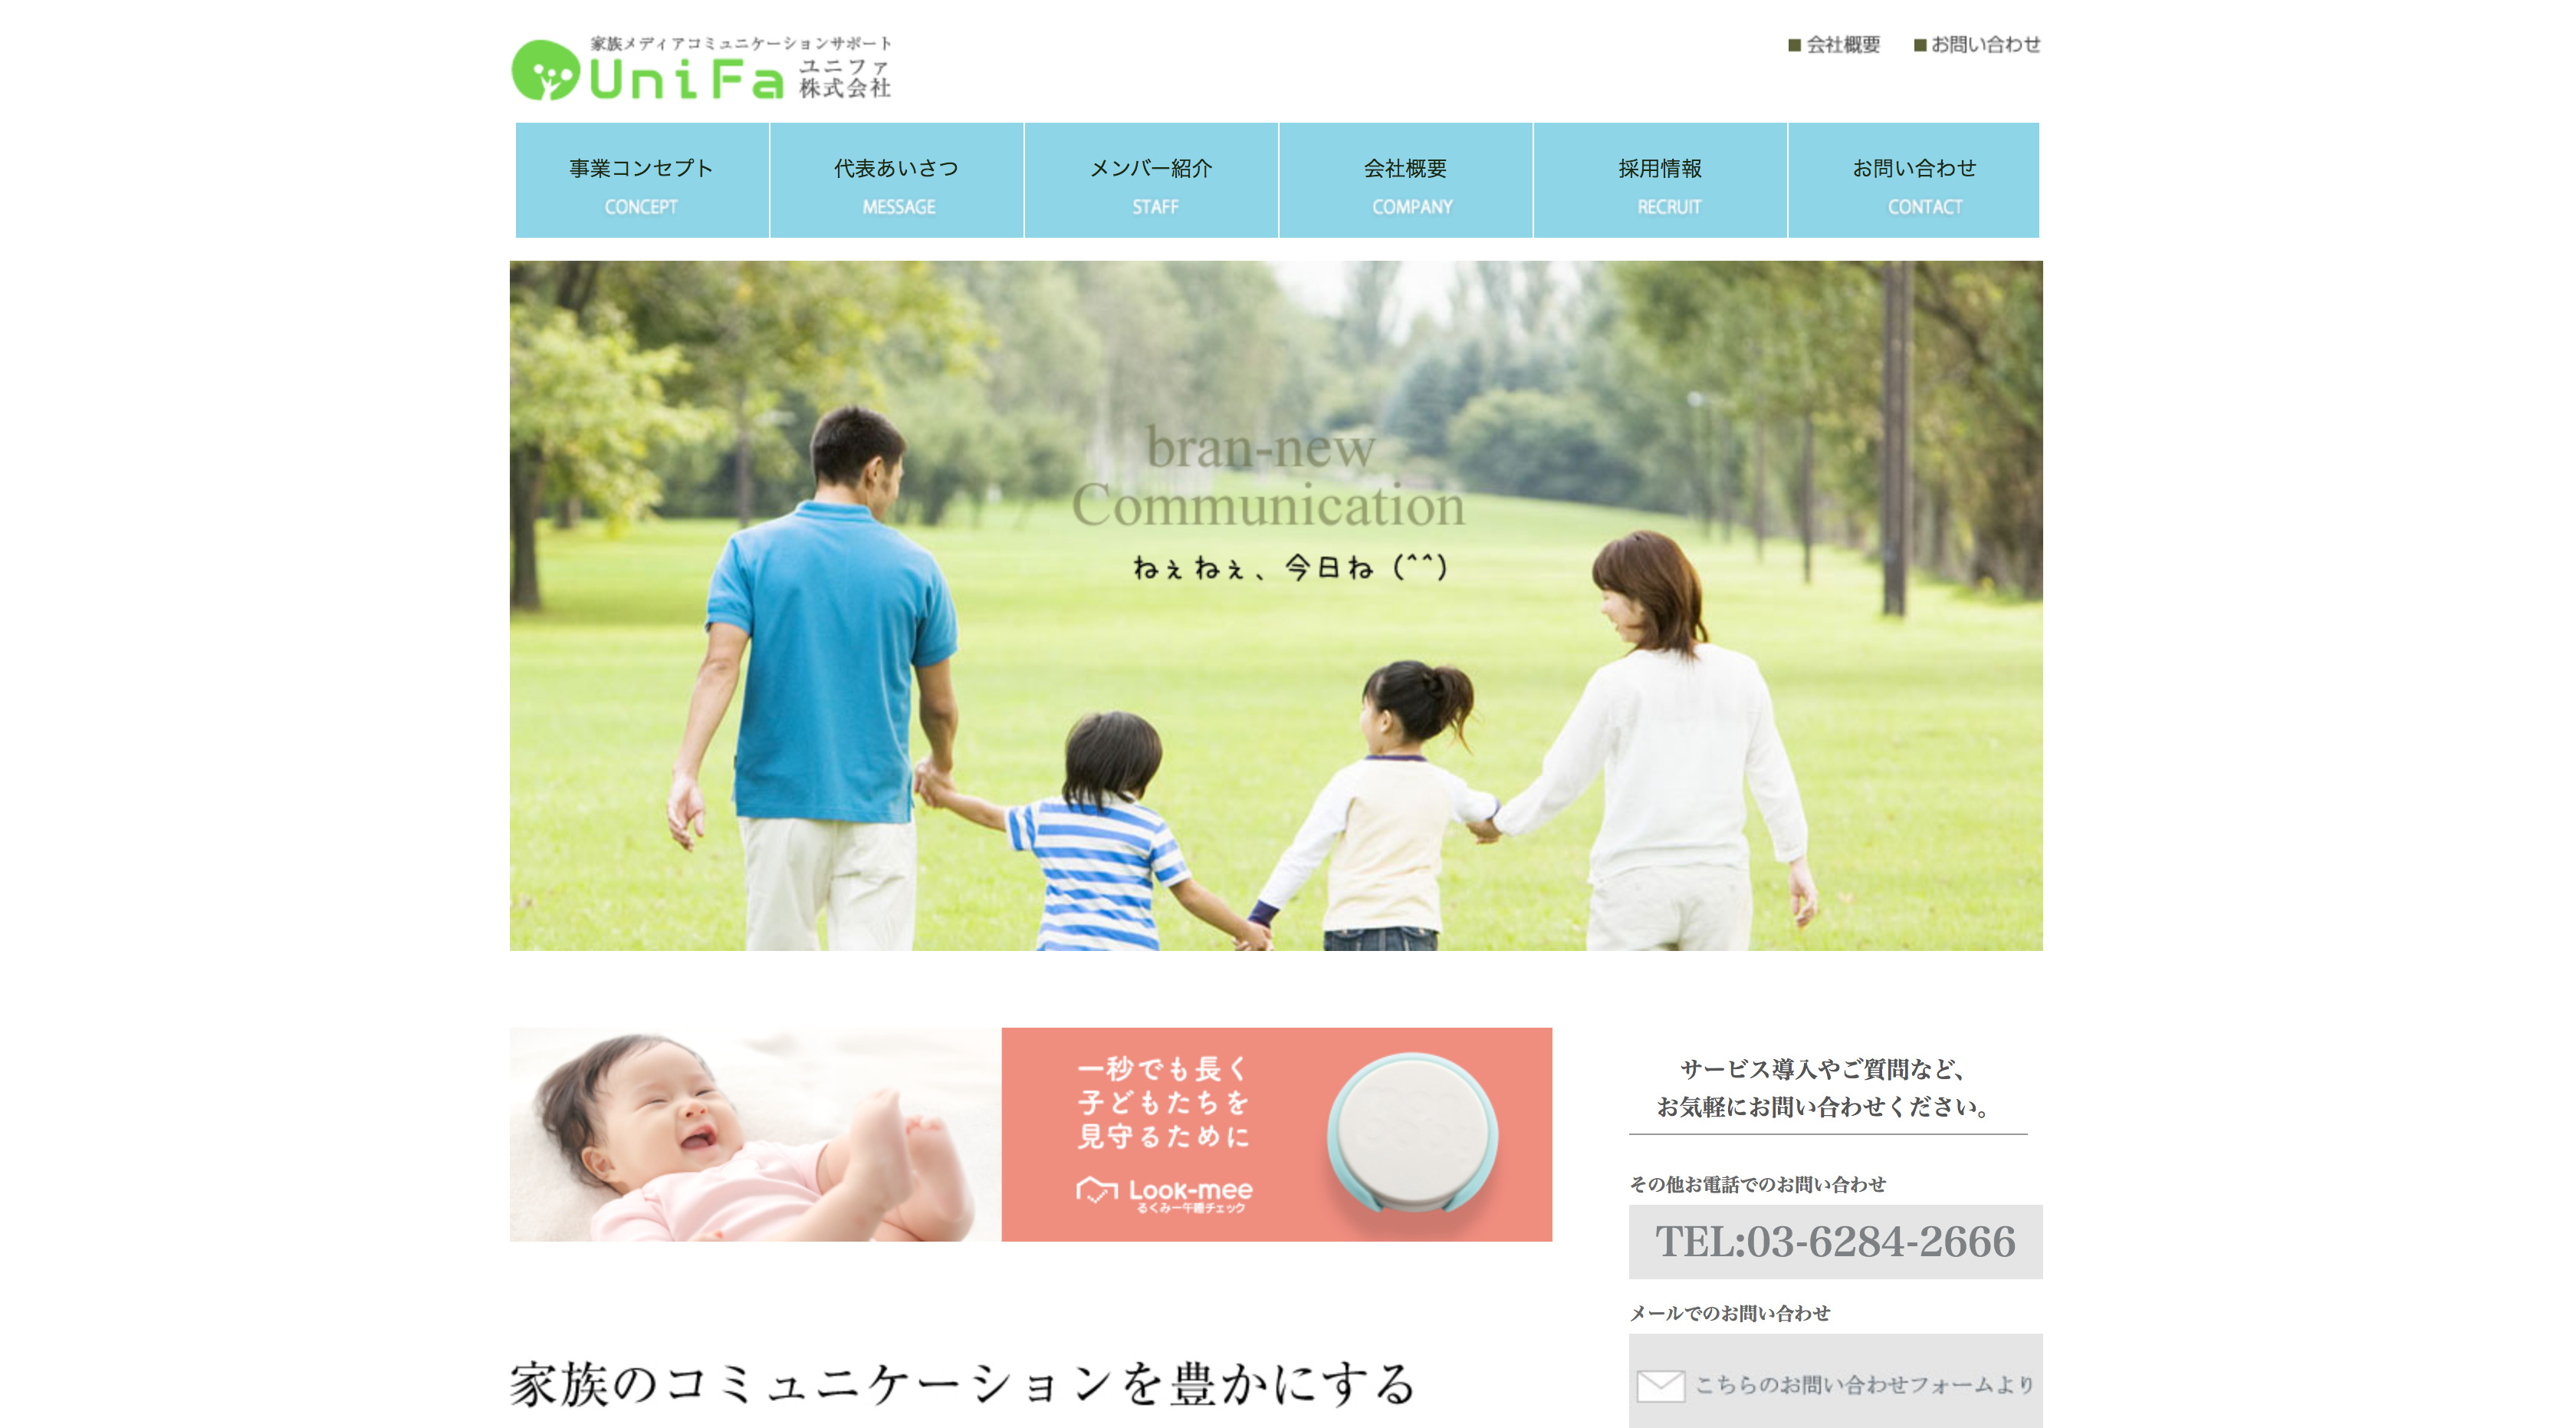 家族メディアコミュニケーションサポート
UniFa ユニファ
株式会社
■ 会社概要 ■ お問い合わせ
事業コンセプト
CONCEPT
代表あいさつ
MESSAGE
メンバー紹介
STAFF
会社概要
COMPANY
採用情報
RECRUIT
お問い合わせ
CONTACT
bran-new
Communication
ねぇねぇ、今日ね (^^)
一秒でも長く
子どもたちを
見守るために
Look-mee
るくみー午睡チェック
家族のコミュニケーションを豊かにする
サービス導入やご質問など、
お気軽にお問い合わせください。
その他お電話でのお問い合わせ
TEL:03-6284-2666
メールでのお問い合わせ
こちらのお問い合わせフォームより